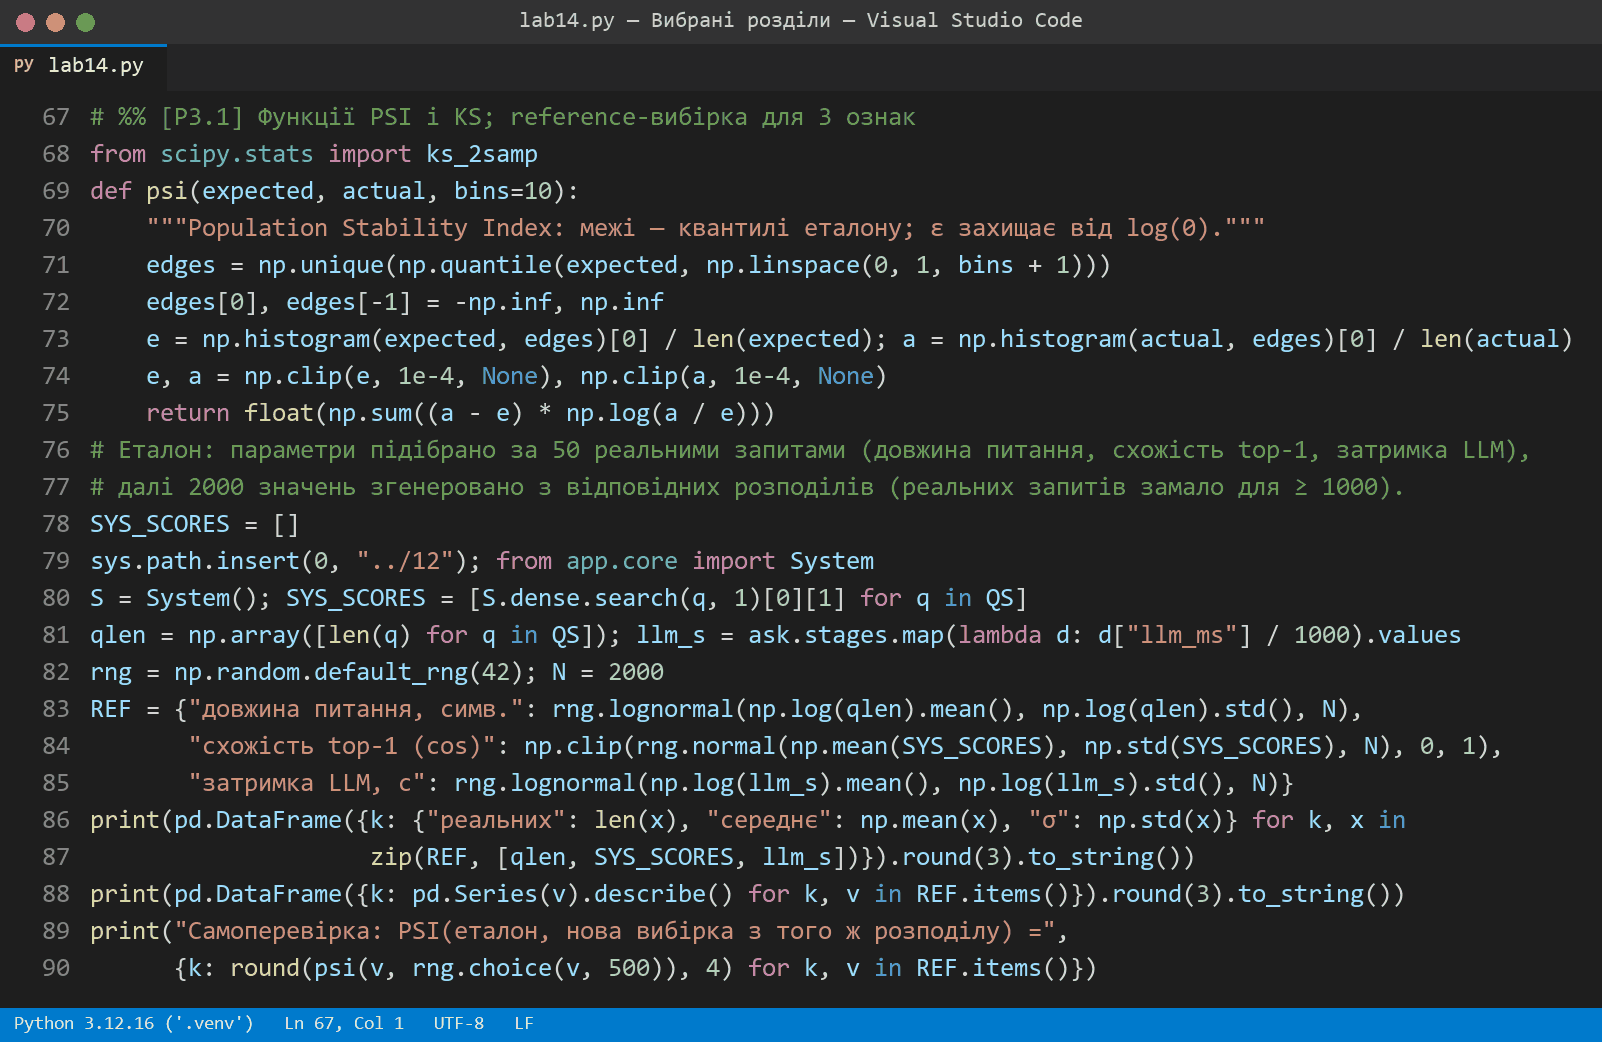 lab14.py — Вибрані розділи — Visual Studio Code
PY lab14.py
67 # %% [P3.1] Функції PSI і KS; reference-вибірка для 3 ознак
68 from scipy.stats import ks_2samp
69 def psi(expected, actual, bins=10):
70     """Population Stability Index: межі — квантилі еталону; ε захищає від log(0)."""
71     edges = np.unique(np.quantile(expected, np.linspace(0, 1, bins + 1)))
72     edges[0], edges[-1] = -np.inf, np.inf
73     e = np.histogram(expected, edges)[0] / len(expected); a = np.histogram(actual, edges)[0] / len(actual)
74     e, a = np.clip(e, 1e-4, None), np.clip(a, 1e-4, None)
75     return float(np.sum((a - e) * np.log(a / e)))
76 # Еталон: параметри підібрано за 50 реальними запитами (довжина питання, схожість top-1, затримка LLM),
77 # далі 2000 значень згенеровано з відповідних розподілів (реальних запитів замало для ≥ 1000).
78 SYS_SCORES = []
79 sys.path.insert(0, "../12"); from app.core import System
80 S = System(); SYS_SCORES = [S.dense.search(q, 1)[0][1] for q in QS]
81 qlen = np.array([len(q) for q in QS]); llm_s = ask.stages.map(lambda d: d["llm_ms"] / 1000).values
82 rng = np.random.default_rng(42); N = 2000
83 REF = {"довжина питання, симв.": rng.lognormal(np.log(qlen).mean(), np.log(qlen).std(), N),
84        "схожість top-1 (cos)": np.clip(rng.normal(np.mean(SYS_SCORES), np.std(SYS_SCORES), N), 0, 1),
85        "затримка LLM, с": rng.lognormal(np.log(llm_s).mean(), np.log(llm_s).std(), N)}
86 print(pd.DataFrame({k: {"реальних": len(x), "середнє": np.mean(x), "σ": np.std(x)} for k, x in
87                     zip(REF, [qlen, SYS_SCORES, llm_s])}).round(3).to_string())
88 print(pd.DataFrame({k: pd.Series(v).describe() for k, v in REF.items()}).round(3).to_string())
89 print("Самоперевірка: PSI(еталон, нова вибірка з того ж розподілу) =",
90       {k: round(psi(v, rng.choice(v, 500)), 4) for k, v in REF.items()})
Python 3.12.16 ('.venv') Ln 67, Col 1 UTF-8 LF